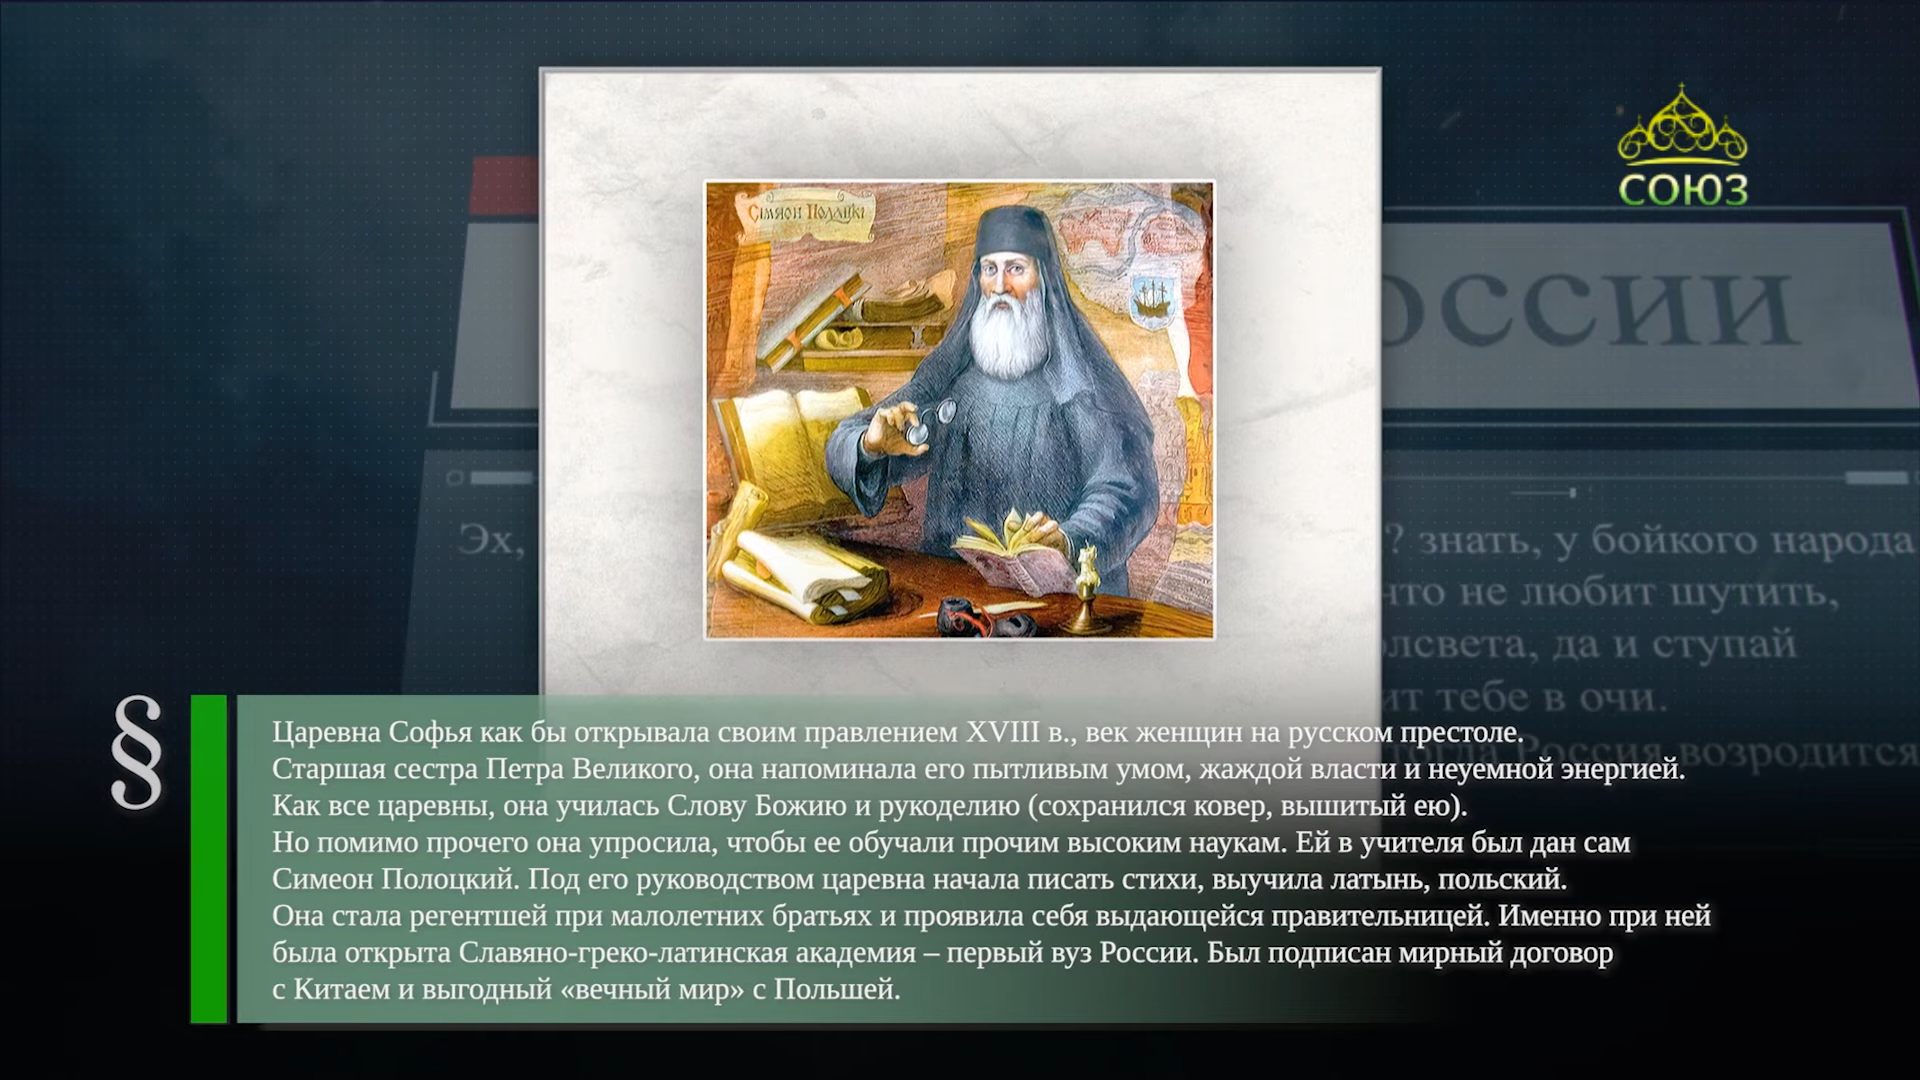 Сімяон Полацкі
СОЮЗ
оссии
Эх,
? знать, у бойкого народа
что не любит шутить,
олсвета, да и ступай
ит тебе в очи.
Россия возродится
§
Царевна Софья как бы открывала своим правлением XVIII в., век женщин на русском престоле.
Старшая сестра Петра Великого, она напоминала его пытливым умом, жаждой власти и неуемной энергией.
Как все царевны, она училась Слову Божию и рукоделию (сохранился ковер, вышитый ею).
Но помимо прочего она упросила, чтобы ее обучали прочим высоким наукам. Ей в учителя был дан сам
Симеон Полоцкий. Под его руководством царевна начала писать стихи, выучила латынь, польский.
Она стала регентшей при малолетних братьях и проявила себя выдающейся правительницей. Именно при ней
была открыта Славяно-греко-латинская академия – первый вуз России. Был подписан мирный договор
с Китаем и выгодный «вечный мир» с Польшей.